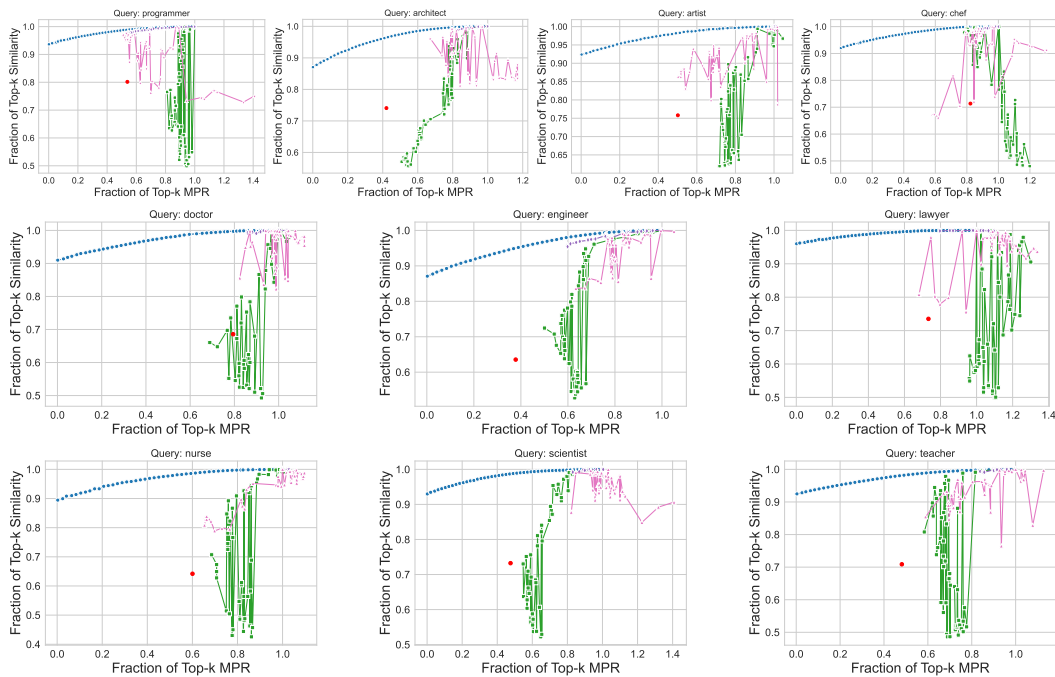 Query: programmer
Fraction of Top-k Similarity
1.0
0.9
0.8
0.7
0.6
0.5
0.0 0.2 0.4 0.6 0.8 1.0 1.2 1.4
Fraction of Top-k MPR
Query: architect
Fraction of Top-k Similarity
1.0
0.9
0.8
0.7
0.6
0.0 0.2 0.4 0.6 0.8 1.0 1.2
Fraction of Top-k MPR
Query: artist
Fraction of Top-k Similarity
1.00
0.95
0.90
0.85
0.80
0.75
0.70
0.65
0.0 0.2 0.4 0.6 0.8 1.0
Fraction of Top-k MPR
Query: chef
Fraction of Top-k Similarity
1.0
0.9
0.8
0.7
0.6
0.5
0.0 0.2 0.4 0.6 0.8 1.0 1.2
Fraction of Top-k MPR
Query: doctor
Fraction of Top-k Similarity
1.0
0.9
0.8
0.7
0.6
0.5
0.0 0.2 0.4 0.6 0.8 1.0
Fraction of Top-k MPR
Query: engineer
Fraction of Top-k Similarity
1.0
0.9
0.8
0.7
0.6
0.0 0.2 0.4 0.6 0.8 1.0
Fraction of Top-k MPR
Query: lawyer
Fraction of Top-k Similarity
1.0
0.9
0.8
0.7
0.6
0.5
0.0 0.2 0.4 0.6 0.8 1.0 1.2 1.4
Fraction of Top-k MPR
Query: nurse
Fraction of Top-k Similarity
1.0
0.9
0.8
0.7
0.6
0.5
0.4
0.0 0.2 0.4 0.6 0.8 1.0
Fraction of Top-k MPR
Query: scientist
Fraction of Top-k Similarity
1.0
0.9
0.8
0.7
0.6
0.5
0.0 0.2 0.4 0.6 0.8 1.0 1.2 1.4
Fraction of Top-k MPR
Query: teacher
Fraction of Top-k Similarity
1.0
0.9
0.8
0.7
0.6
0.5
0.0 0.2 0.4 0.6 0.8 1.0
Fraction of Top-k MPR